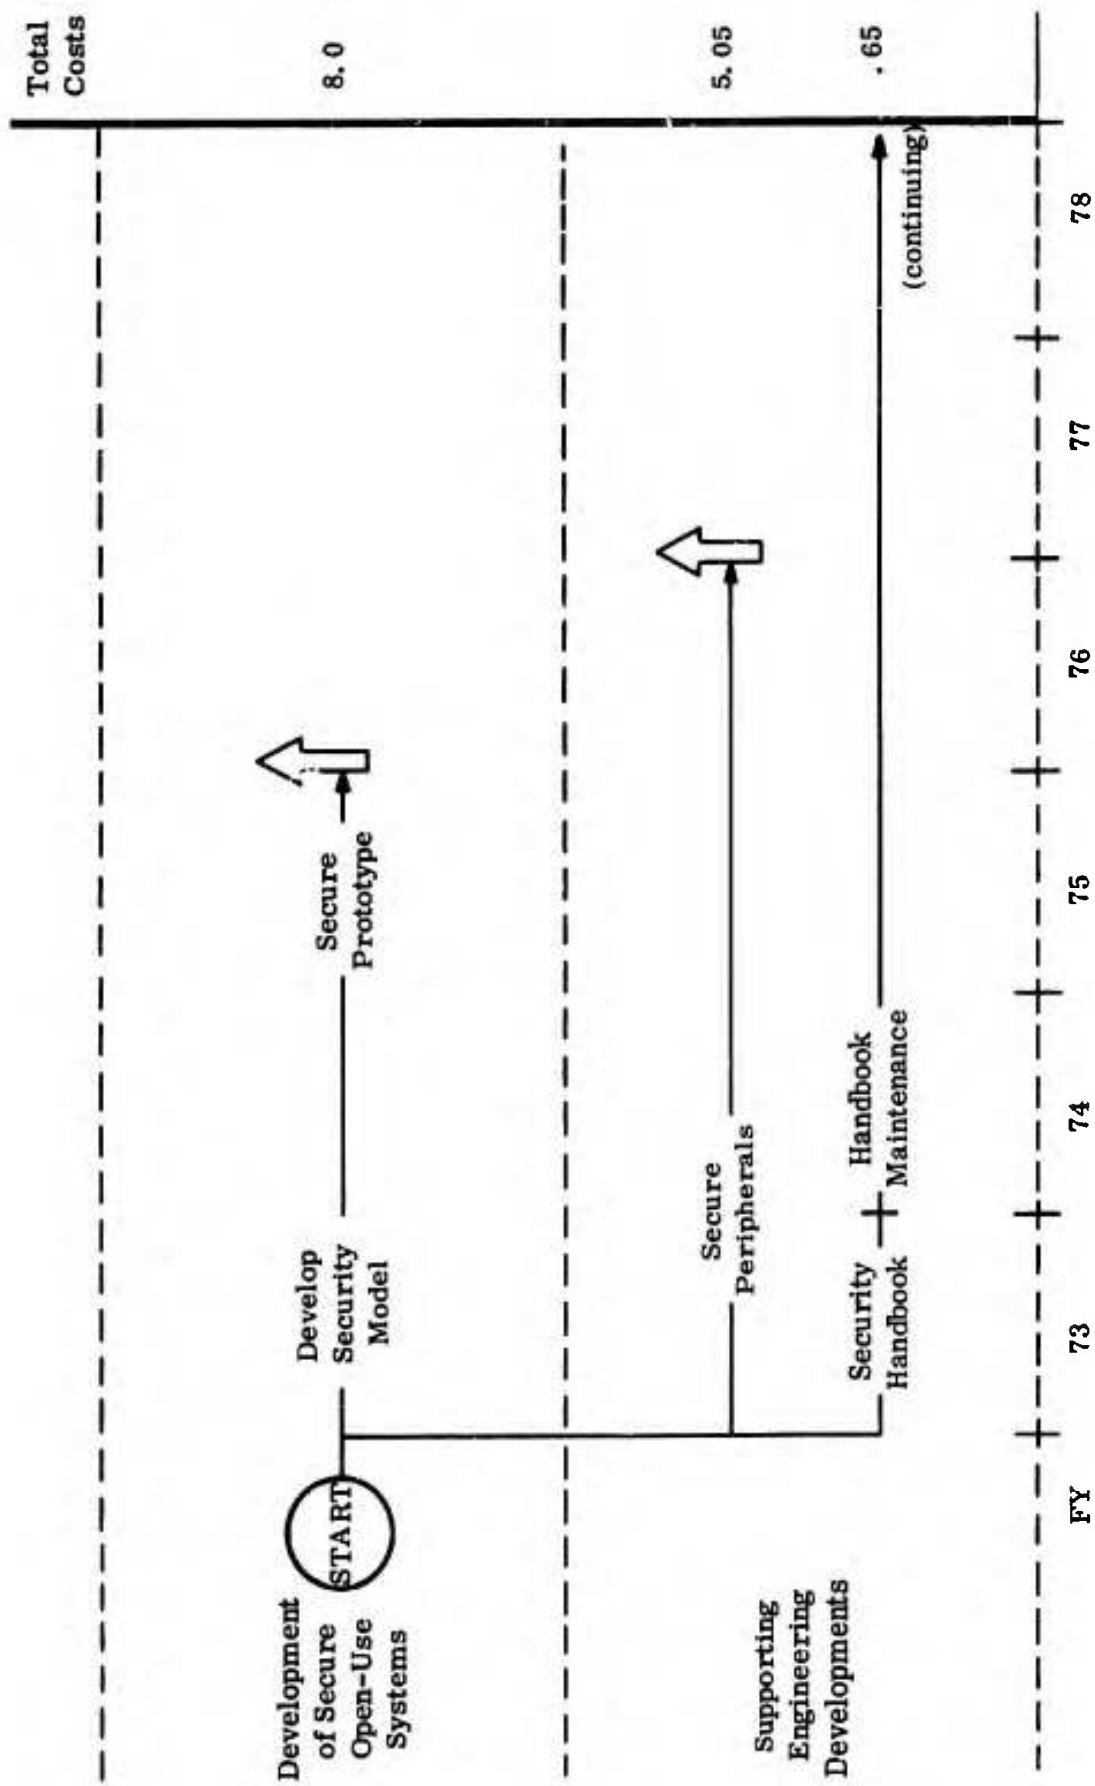 Total
Costs
Development
of Secure
Open-Use
Systems
START
Develop
Security
Model
Secure
Prototype
8.0
Supporting
Engineering
Developments
Secure
Peripherals
5.05
Security
Handbook
Handbook
Maintenance
(continuing)
.65
FY 73 74 75 76 77 78